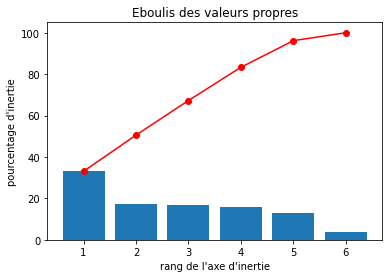 Eboulis des valeurs propres
pourcentage d'inertie
100
80
60
40
20
0
1 2 3 4 5 6
rang de l'axe d'inertie